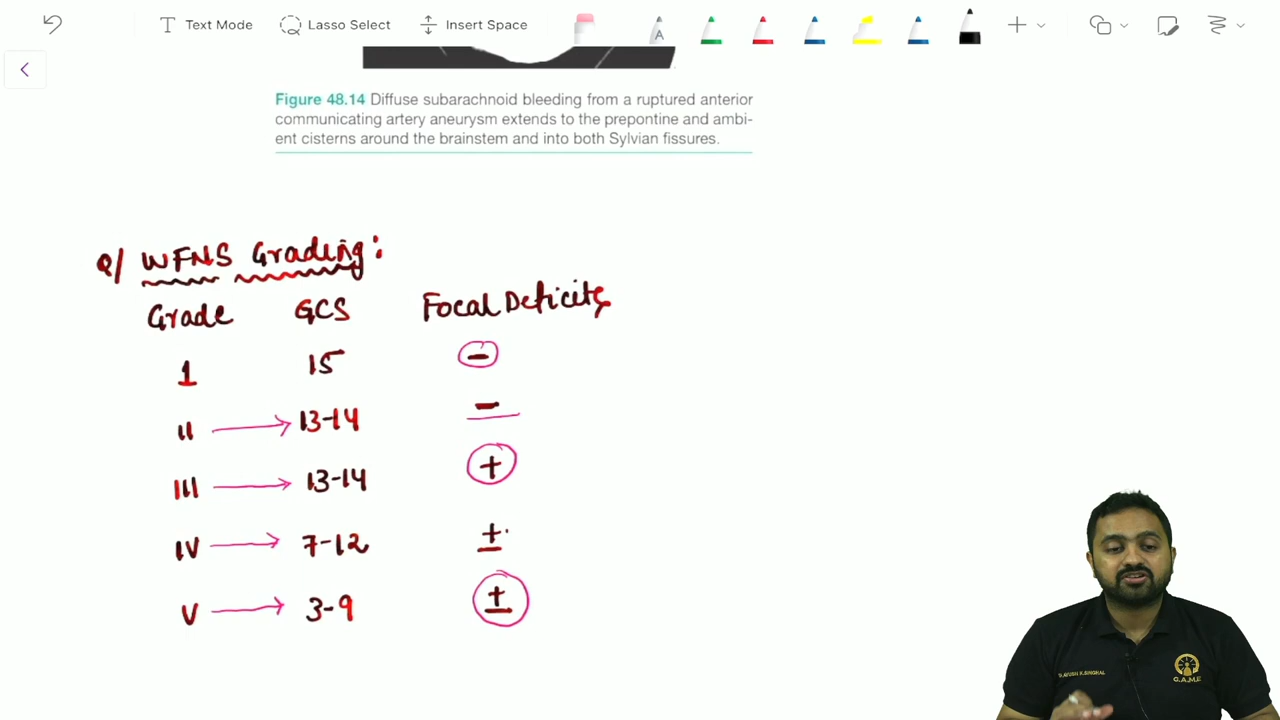 Text Mode Lasso Select Insert Space
A
Figure 48.14 Diffuse subarachnoid bleeding from a ruptured anterior
communicating artery aneurysm extends to the prepontine and ambi-
ent cisterns around the brainstem and into both Sylvian fissures.
Q/ WFNS Grading:
Grade GCS Focal Deficits
I 15 -
II → 13-14 -
III → 13-14 +
IV → 7-12 ±
V → 3-9 ±
G.A.M.E